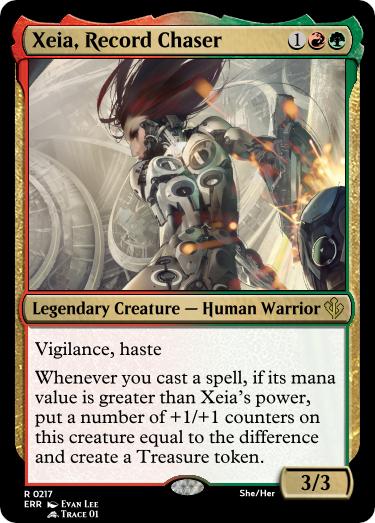 Xeia, Record Chaser 1
Legendary Creature — Human Warrior
Vigilance, haste
Whenever you cast a spell, if its mana
value is greater than Xeia's power,
put a number of +1/+1 counters on
this creature equal to the difference
and create a Treasure token.
3/3
R 0217
She/Her
ERR Evan Lee
Trace 01